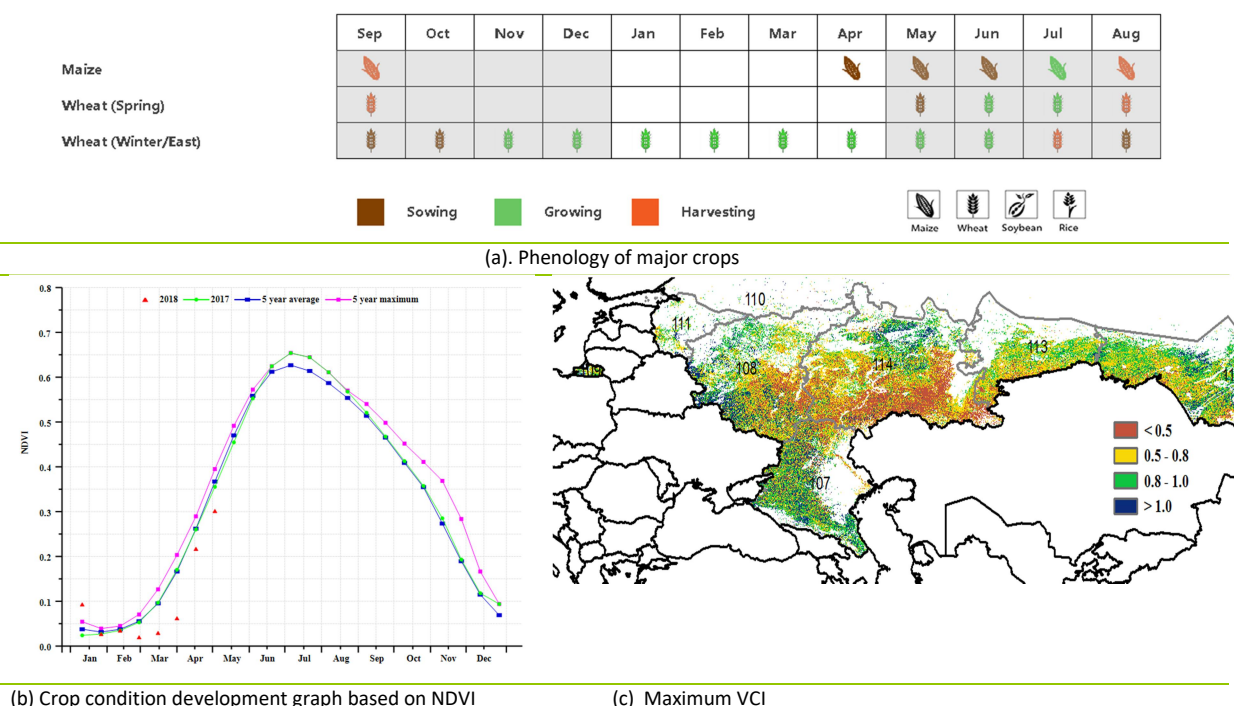 Sep Oct Nov Dec Jan Feb Mar Apr May Jun Jul Aug
Maize
Wheat (Spring)
Wheat (Winter/East)
Sowing Growing Harvesting
Maize Wheat Soybean Rice
(a). Phenology of major crops
2018 2017 5 year average 5 year maximum
NDVI
0.8
0.7
0.6
0.5
0.4
0.3
0.2
0.1
0.0
Jan Feb Mar Apr May Jun Jul Aug Sep Oct Nov Dec
110
111
109
108
114
113
107
< 0.5
0.5 - 0.8
0.8 - 1.0
> 1.0
(b) Crop condition development graph based on NDVI
(c) Maximum VCI